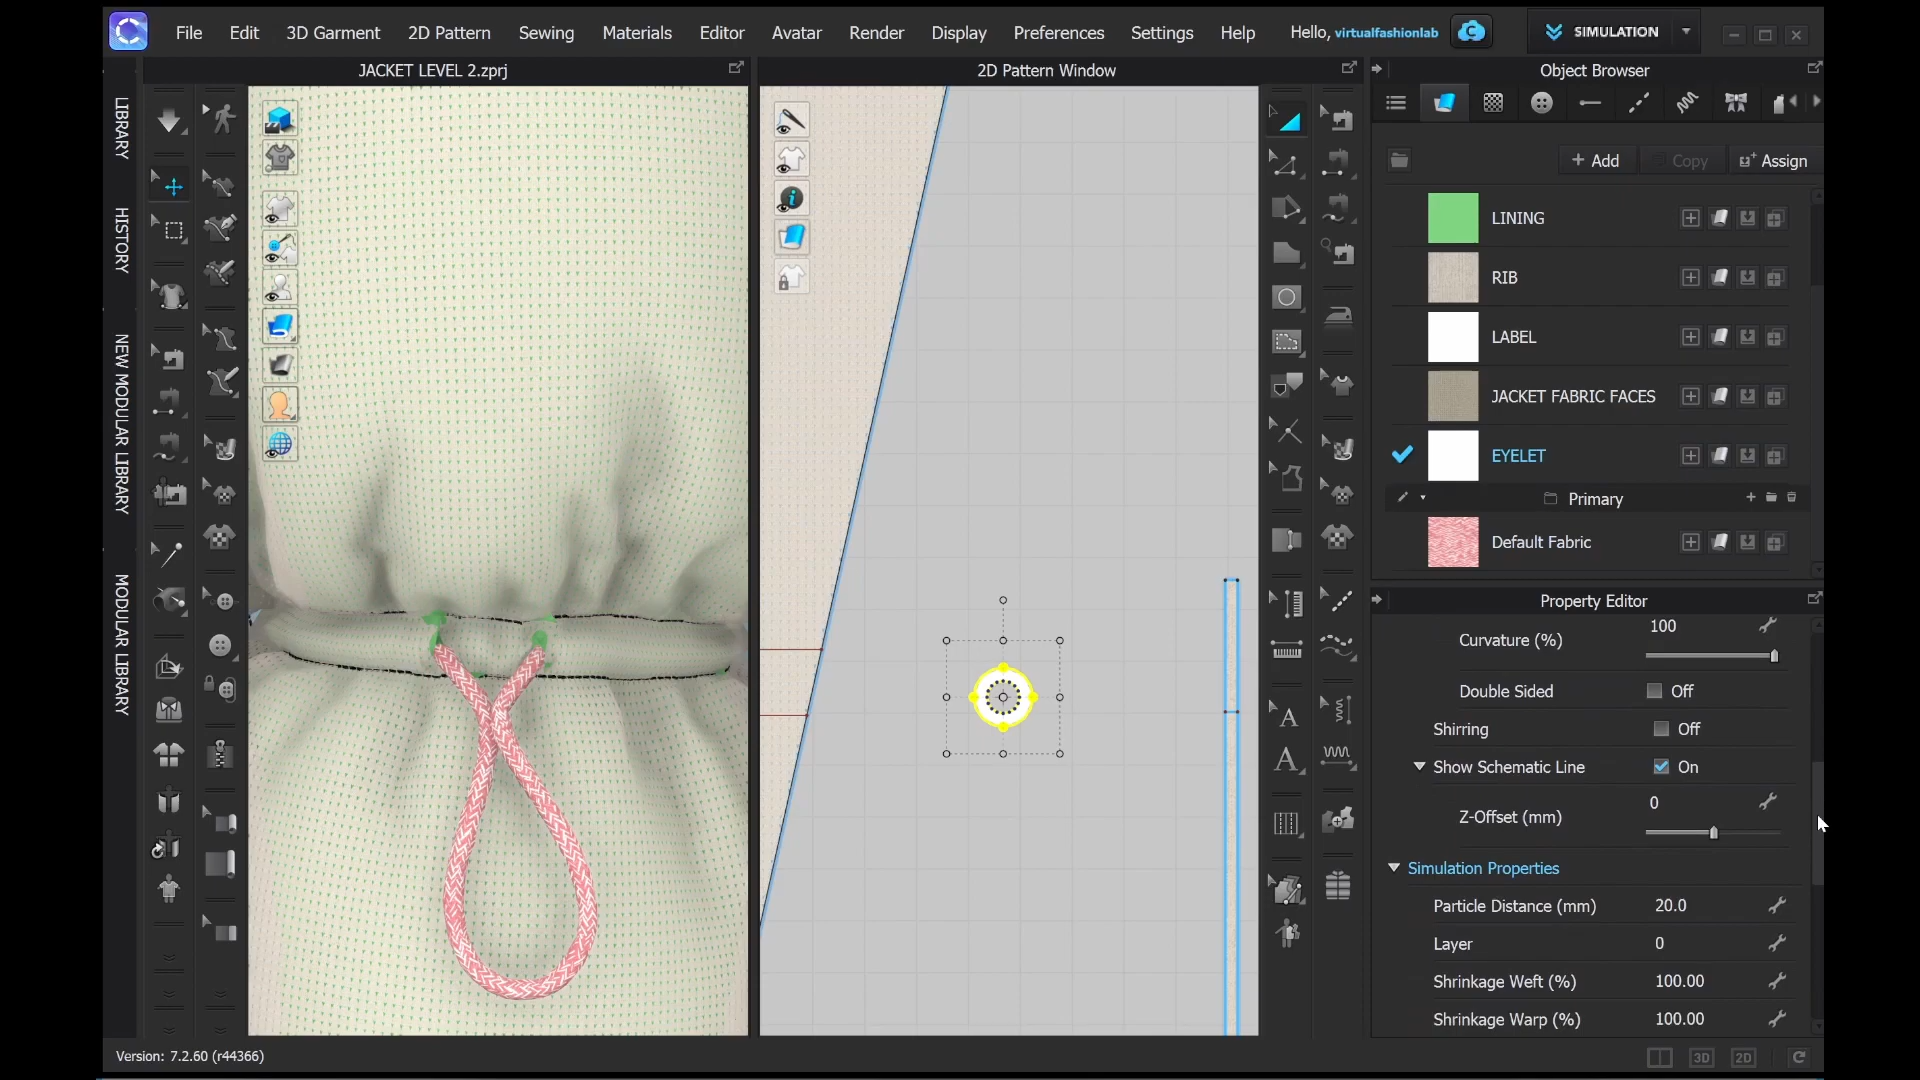 File Edit 3D Garment 2D Pattern Sewing Materials Editor Avatar Render Display Preferences Settings Help Hello, virtualfashionlab SIMULATION
JACKET LEVEL 2.zprj
2D Pattern Window
Object Browser
LIBRARY
HISTORY
NEW MODULAR LIBRARY
MODULAR LIBRARY
+ Add Copy Assign
LINING
RIB
LABEL
JACKET FABRIC FACES
EYELET
Primary
Default Fabric
Property Editor
Curvature (%) 100
Double Sided Off
Shirring Off
Show Schematic Line On
Z-Offset (mm) 0
Simulation Properties
Particle Distance (mm) 20.0
Layer 0
Shrinkage Weft (%) 100.00
Shrinkage Warp (%) 100.00
Version: 7.2.60 (r44366)
3D 2D